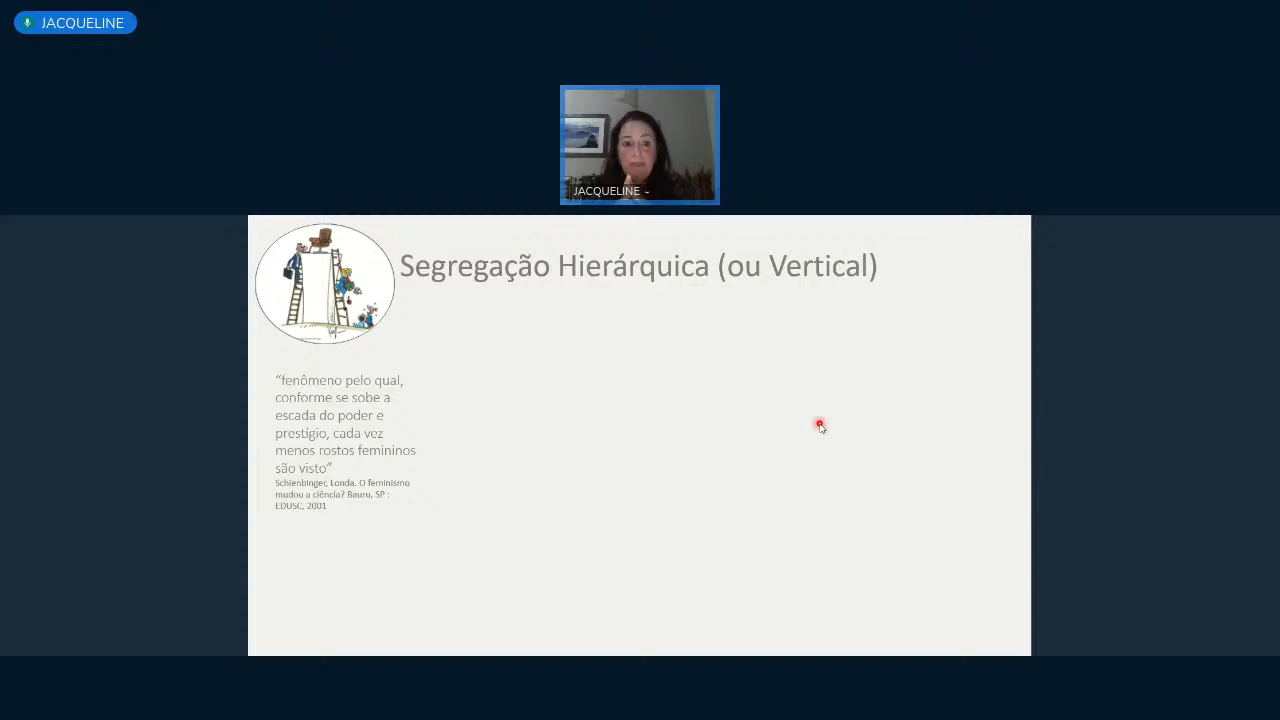 JACQUELINE
JACQUELINE -
Segregação Hierárquica (ou Vertical)
“fenômeno pelo qual,
conforme se sobe a
escada do poder e
prestígio, cada vez
menos rostos femininos
são visto”
Schienbinger, Londa. O feminismo
mudou a ciência? Bauru, SP :
EDUSC, 2001